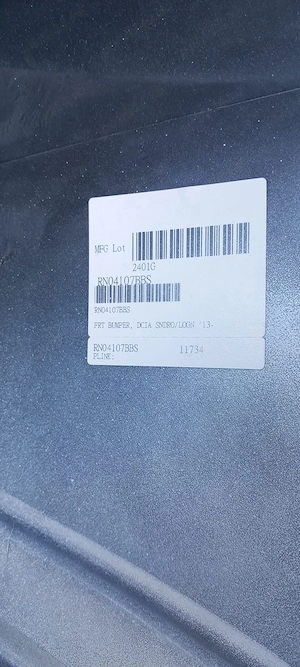 MFG Lot
2401G
RN04107BBS
RN04107BBS
FRT BUMPER, DCIA SNDRO/LOGN '13-
RN04107BBS 11734
PLINE: